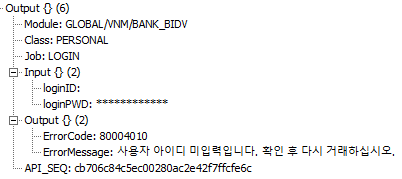 Output {} (6)
Module: GLOBAL/VNM/BANK_BIDV
Class: PERSONAL
Job: LOGIN
Input {} (2)
loginID:
loginPWD: ************
Output {} (2)
ErrorCode: 80004010
ErrorMessage: 사용자 아이디 미입력입니다. 확인 후 다시 거래하십시오.
API_SEQ: cb706c84c5ec00280ac2e42f7ffcfe6c